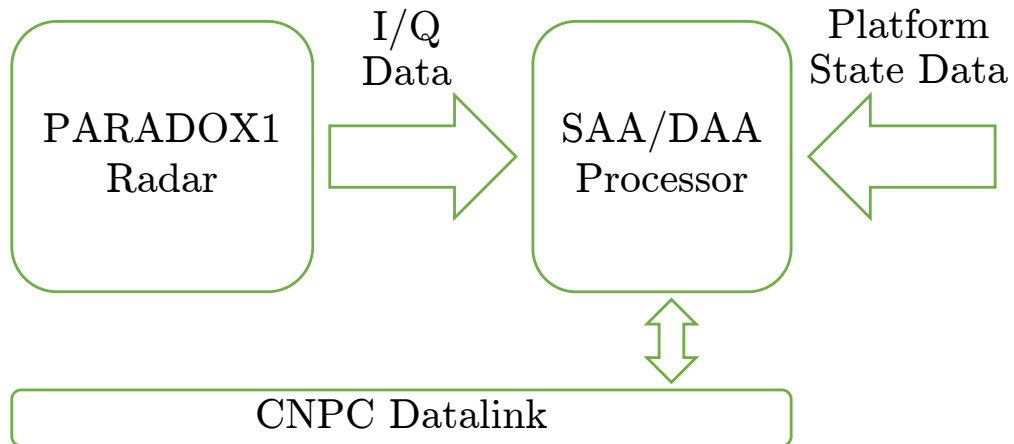 PARADOX1
Radar
I/Q
Data
SAA/DAA
Processor
Platform
State Data
CNPC Datalink